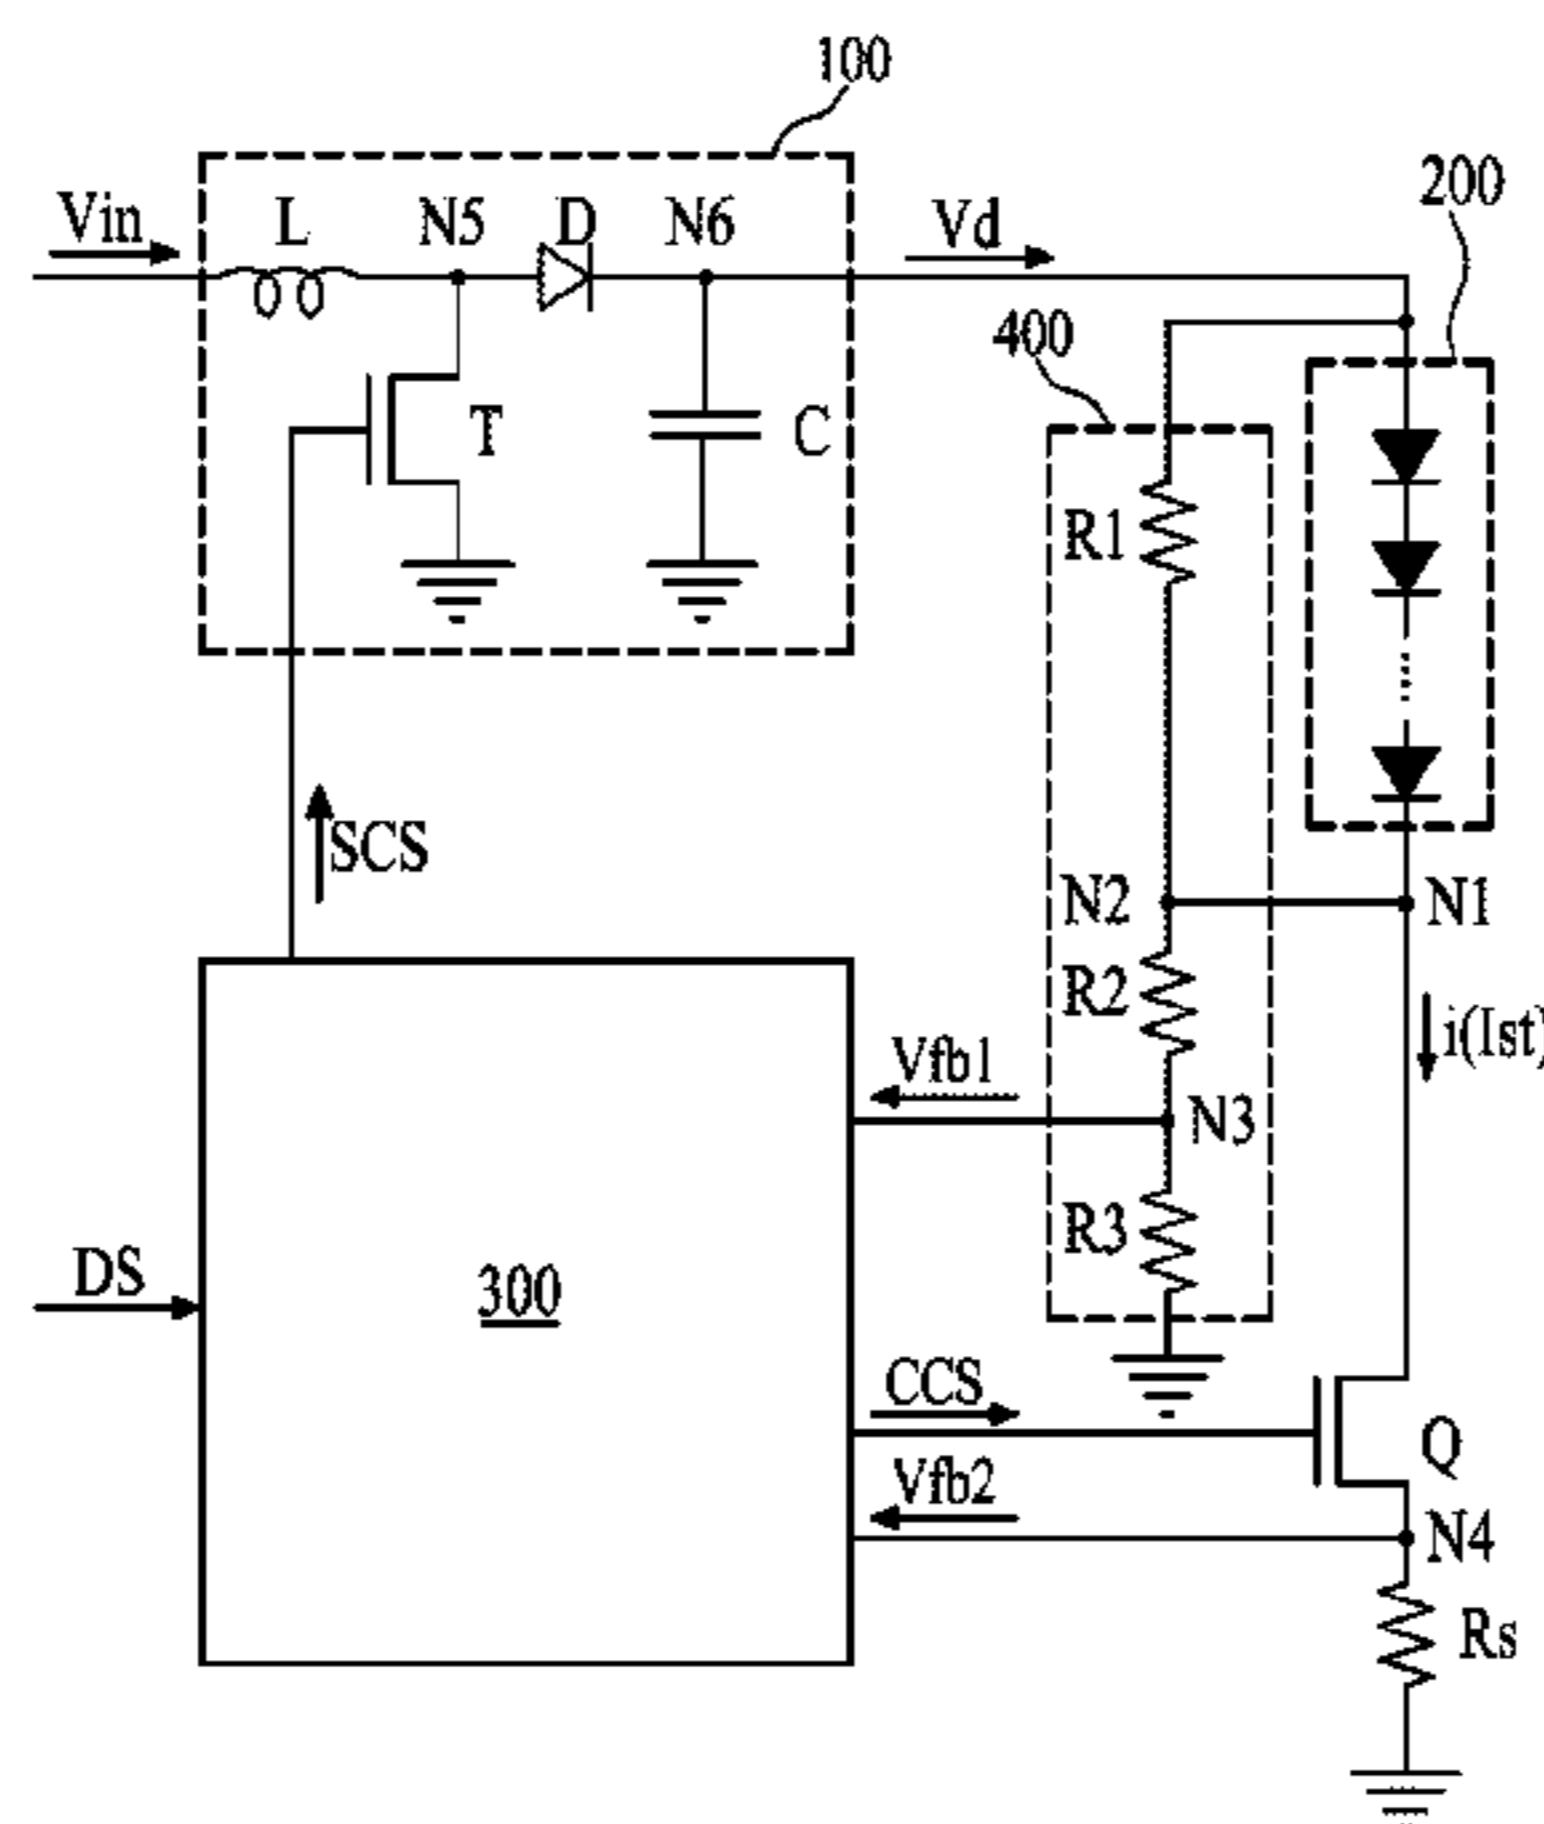 100
200
Vin
L
N5
D
N6
Vd
400
T
C
R1
SCS
N2
N1
R2
i(Ist)
Vfb1
N3
R3
DS
300
CCS
Q
Vfb2
N4
Rs